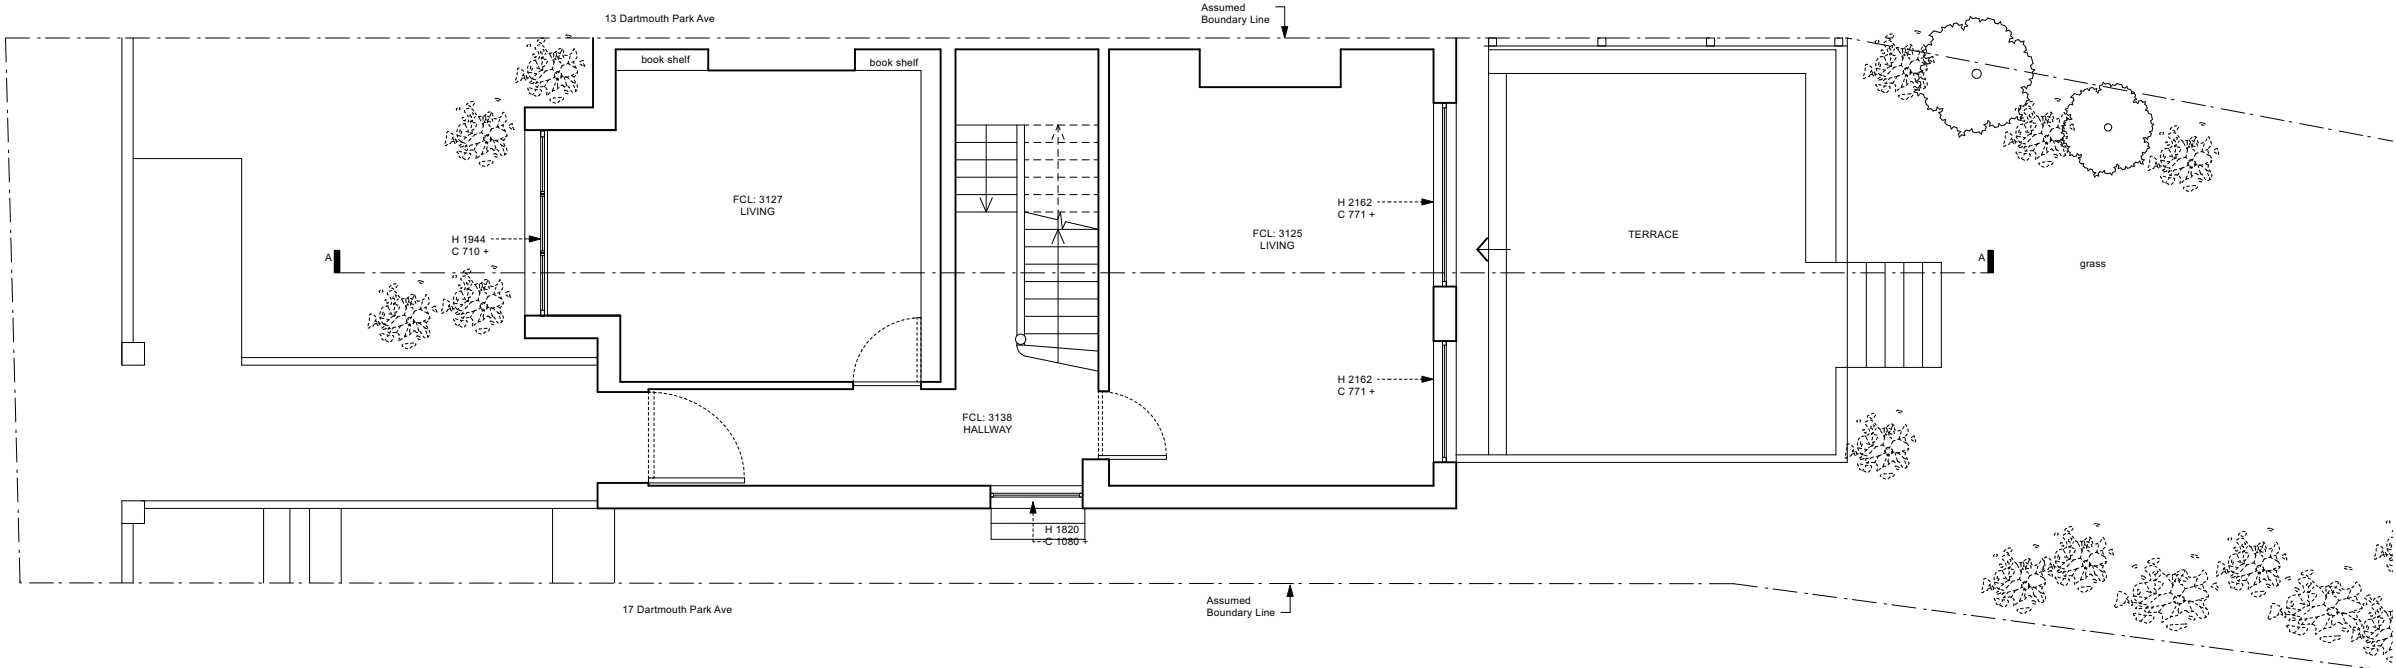 13 Dartmouth Park Ave
Assumed
Boundary Line
book shelf
book shelf
FCL: 3127
LIVING
H 1944
C 710 +
A
H 2162
C 771 +
FCL: 3125
LIVING
TERRACE
A
grass
H 2162
C 771 +
FCL: 3138
HALLWAY
H 1820
C 1080 +
17 Dartmouth Park Ave
Assumed
Boundary Line